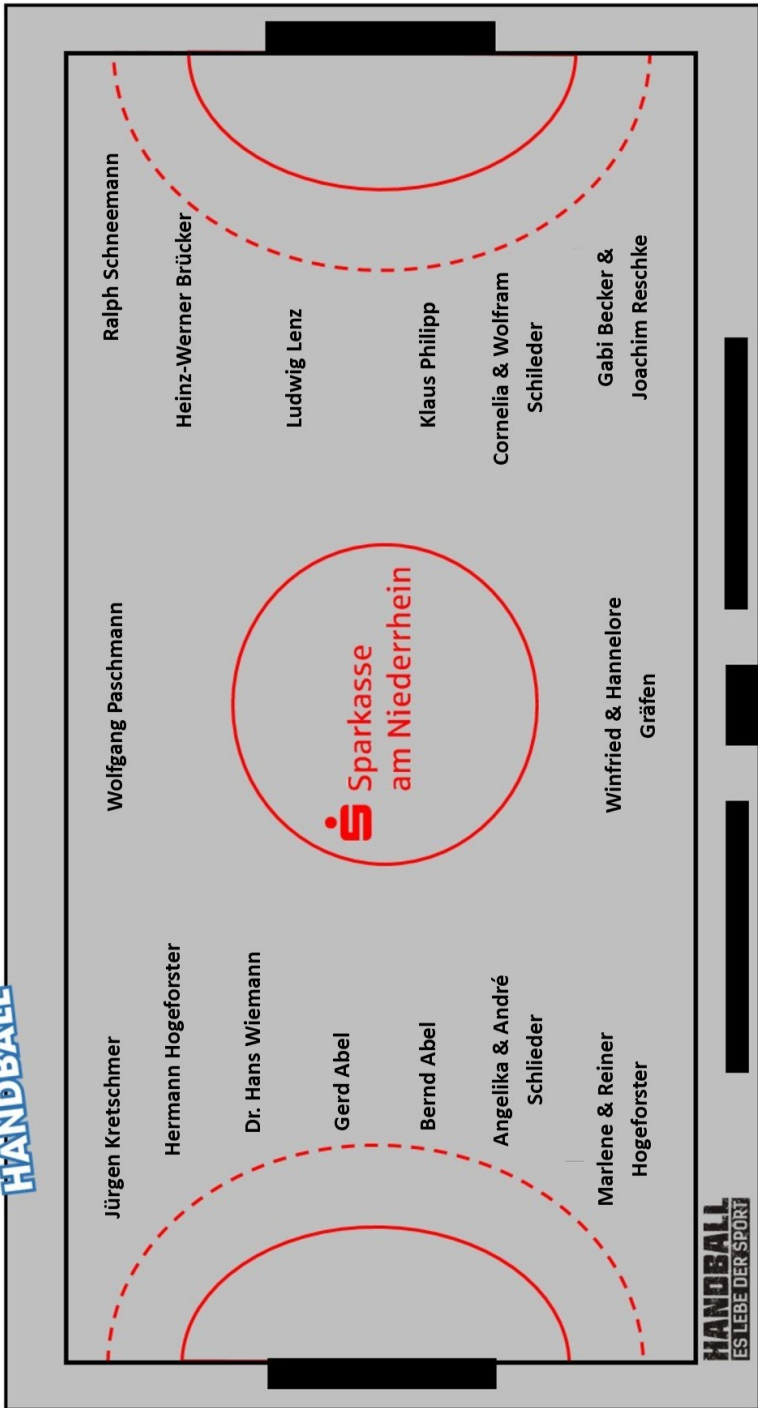 HANDBALL
Jürgen Kretschmer
Hermann Hogeforster
Dr. Hans Wiemann
Gerd Abel
Bernd Abel
Angelika & André
Schlieder
Marlene & Reiner
Hogeforster
Wolfgang Paschmann
Sparkasse
am Niederrhein
Winfried & Hannelore
Gräfen
Ralph Schneemann
Heinz-Werner Brücker
Ludwig Lenz
Klaus Philipp
Cornelia & Wolfram
Schileder
Gabi Becker &
Joachim Reschke
HANDBALL
ES LEBE DER SPORT